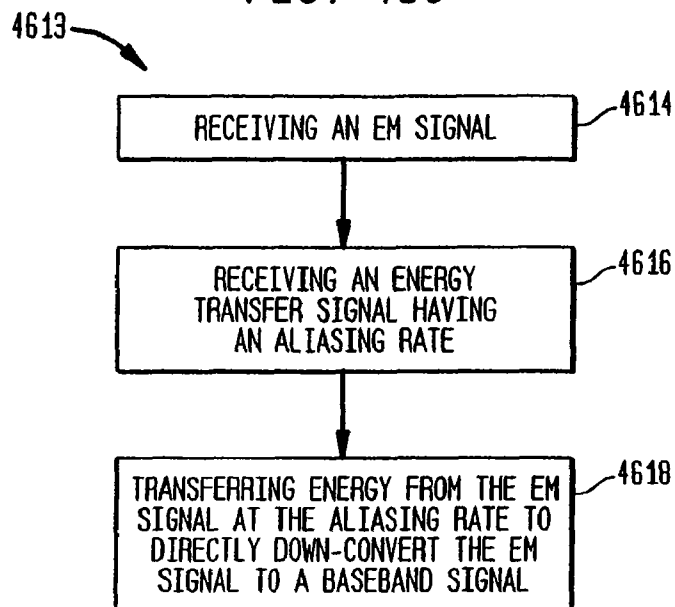 4613
RECEIVING AN EM SIGNAL
4614
RECEIVING AN ENERGY
TRANSFER SIGNAL HAVING
AN ALIASING RATE
4616
TRANSFERRING ENERGY FROM THE EM
SIGNAL AT THE ALIASING RATE TO
DIRECTLY DOWN-CONVERT THE EM
SIGNAL TO A BASEBAND SIGNAL
4618